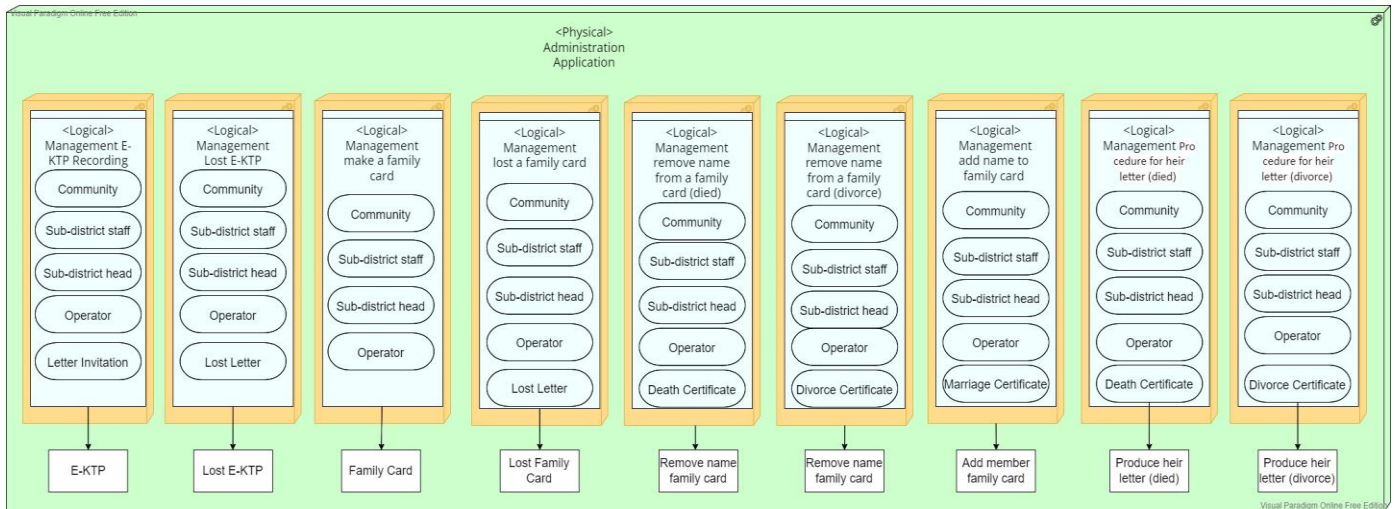 Visual Paradigm Online Free Edition
<Physical>
Administration
Application
<Logical>
Management E-
KTP Recording
Community
Sub-district staff
Sub-district head
Operator
Letter Invitation
E-KTP
<Logical>
Management
Lost E-KTP
Community
Sub-district staff
Sub-district head
Operator
Lost Letter
Lost E-KTP
<Logical>
Management
make a family
card
Community
Sub-district staff
Sub-district head
Operator
Family Card
<Logical>
Management
lost a family card
Community
Sub-district staff
Sub-district head
Operator
Lost Letter
Lost Family
Card
<Logical>
Management
remove name
from a family
card (died)
Community
Sub-district staff
Sub-district head
Operator
Death Certificate
Remove name
family card
<Logical>
Management
remove name
from a family
card (divorce)
Community
Sub-district staff
Sub-district head
Operator
Divorce Certificate
Remove name
family card
<Logical>
Management
add name to
family card
Community
Sub-district staff
Sub-district head
Operator
Marriage Certificate
Add member
family card
<Logical>
Management Pro
cedure for heir
letter (died)
Community
Sub-district staff
Sub-district head
Operator
Death Certificate
Produce heir
letter (died)
<Logical>
Management Pro
cedure for heir
letter (divorce)
Community
Sub-district staff
Sub-district head
Operator
Divorce Certificate
Produce heir
letter (divorce)
Visual Paradigm Online Free Edition